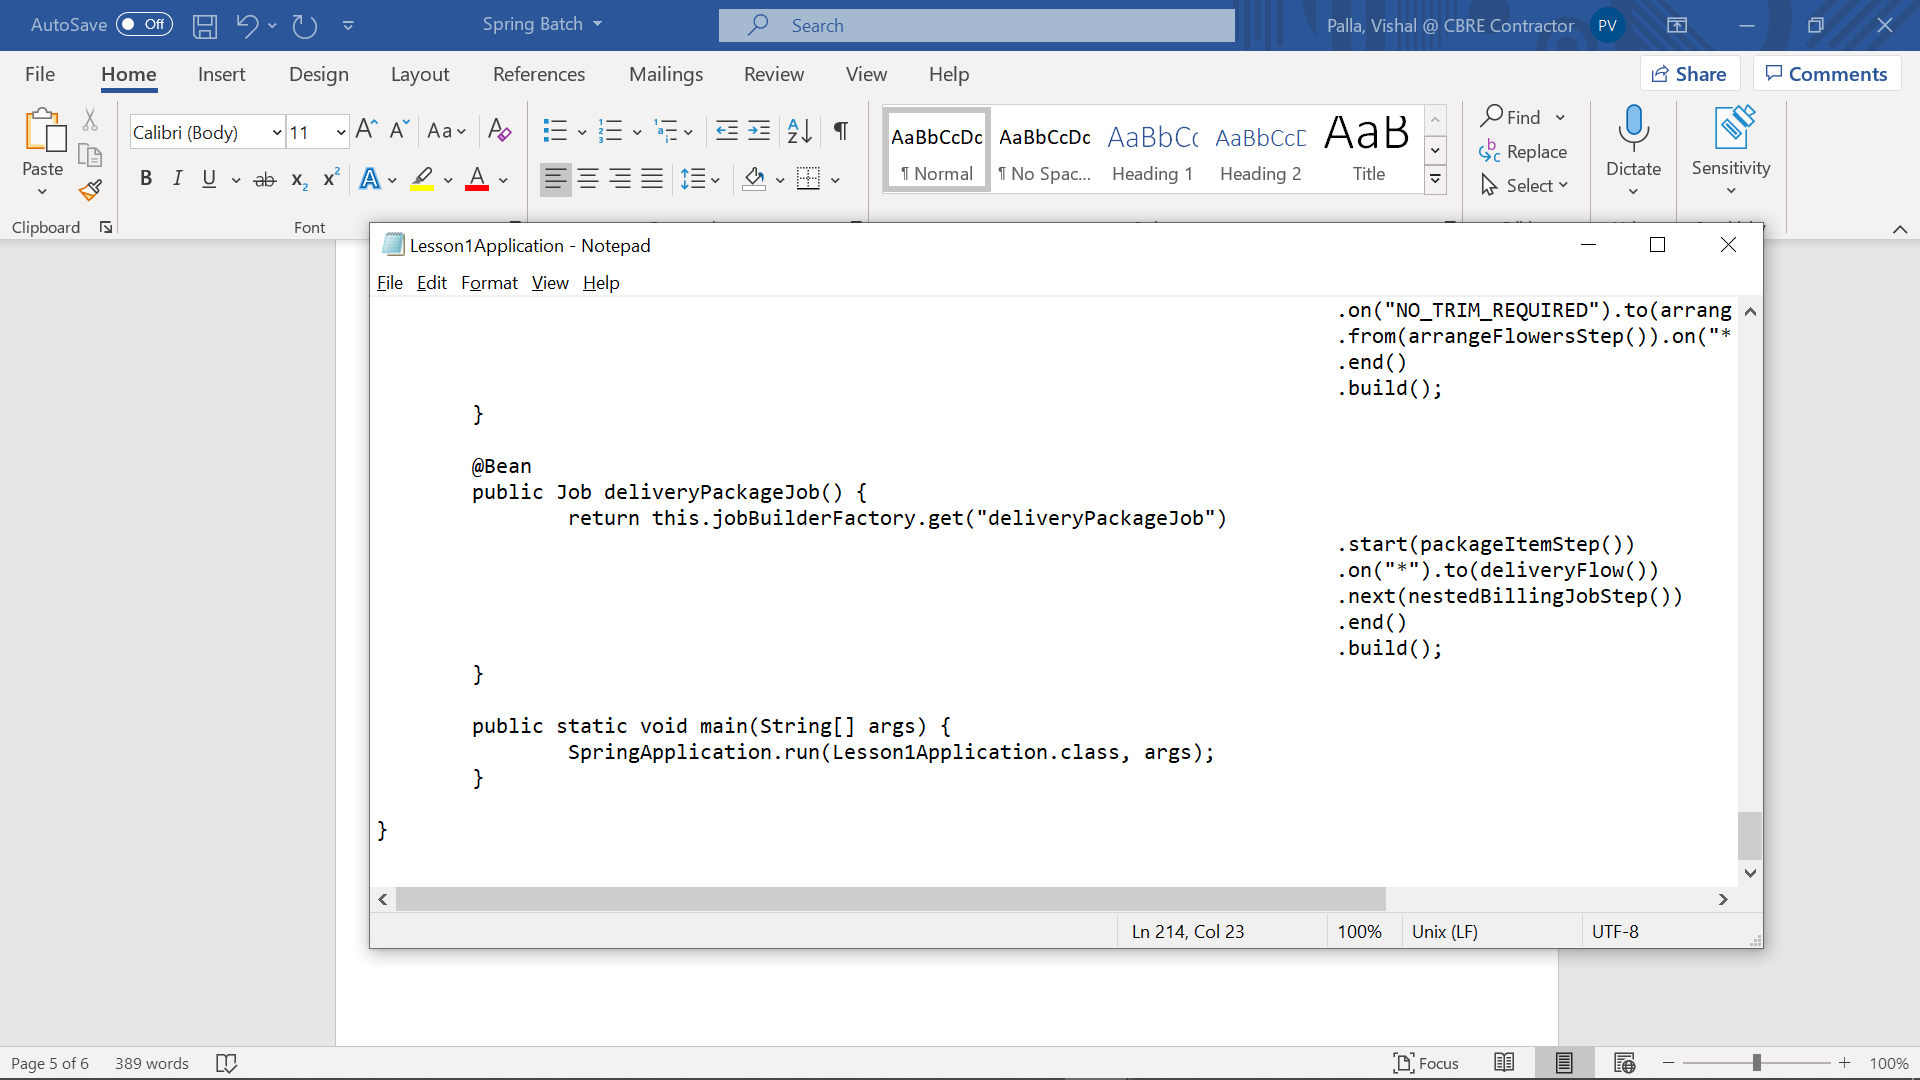 AutoSave Off Spring Batch Search Palla, Vishal @ CBRE Contractor PV
File Home Insert Design Layout References Mailings Review View Help Share Comments
Paste
Clipboard
Calibri (Body) 11
Aa
B I U ab x2 x2 A A
Font
AaBbCcDc AaBbCcDc AaBbCc AaBbCcD AaB
¶ Normal ¶ No Spac... Heading 1 Heading 2 Title
Find
Replace
Select
Dictate
Sensitivity
Lesson1Application - Notepad
File Edit Format View Help
.on("NO_TRIM_REQUIRED").to(arrang
.from(arrangeFlowersStep()).on("*
.end()
.build();
}
@Bean
public Job deliveryPackageJob() {
return this.jobBuilderFactory.get("deliveryPackageJob")
.start(packageItemStep())
.on("*").to(deliveryFlow())
.next(nestedBillingJobStep())
.end()
.build();
}
public static void main(String[] args) {
SpringApplication.run(Lesson1Application.class, args);
}
}
Ln 214, Col 23 100% Unix (LF) UTF-8
Page 5 of 6 389 words Focus 100%